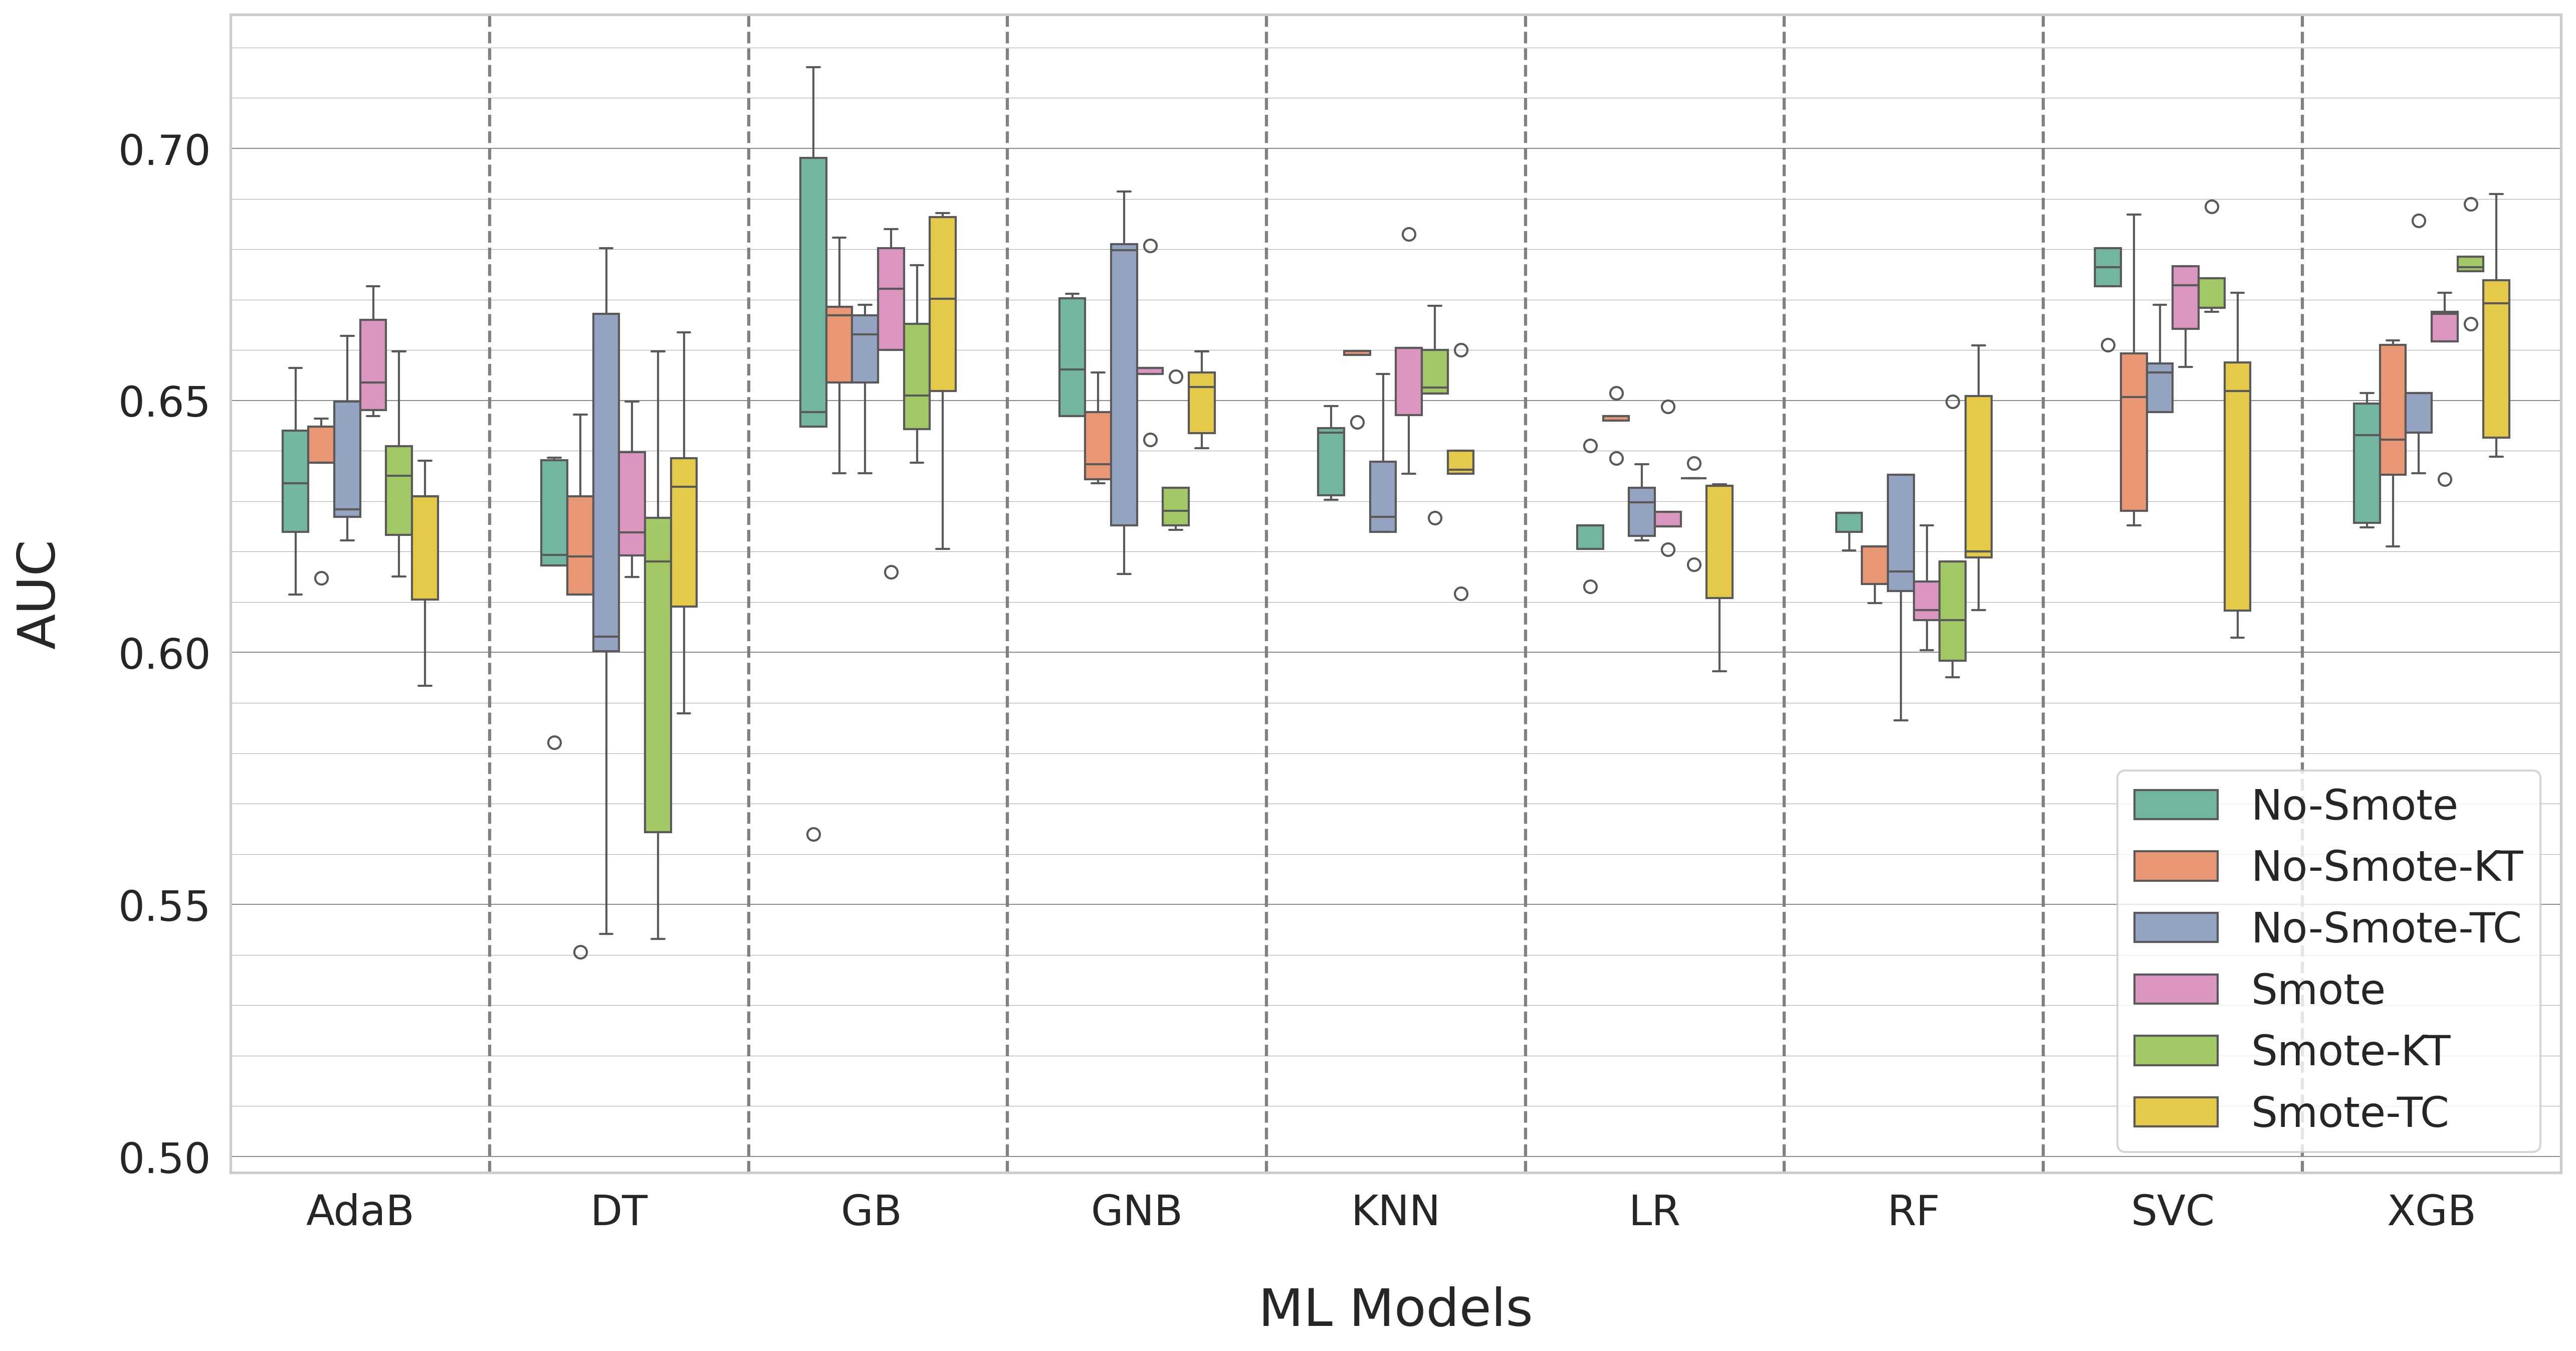 AUC
0.70
0.65
0.60
0.55
0.50
AdaB DT GB GNB KNN LR RF SVC XGB
ML Models
No-Smote
No-Smote-KT
No-Smote-TC
Smote
Smote-KT
Smote-TC